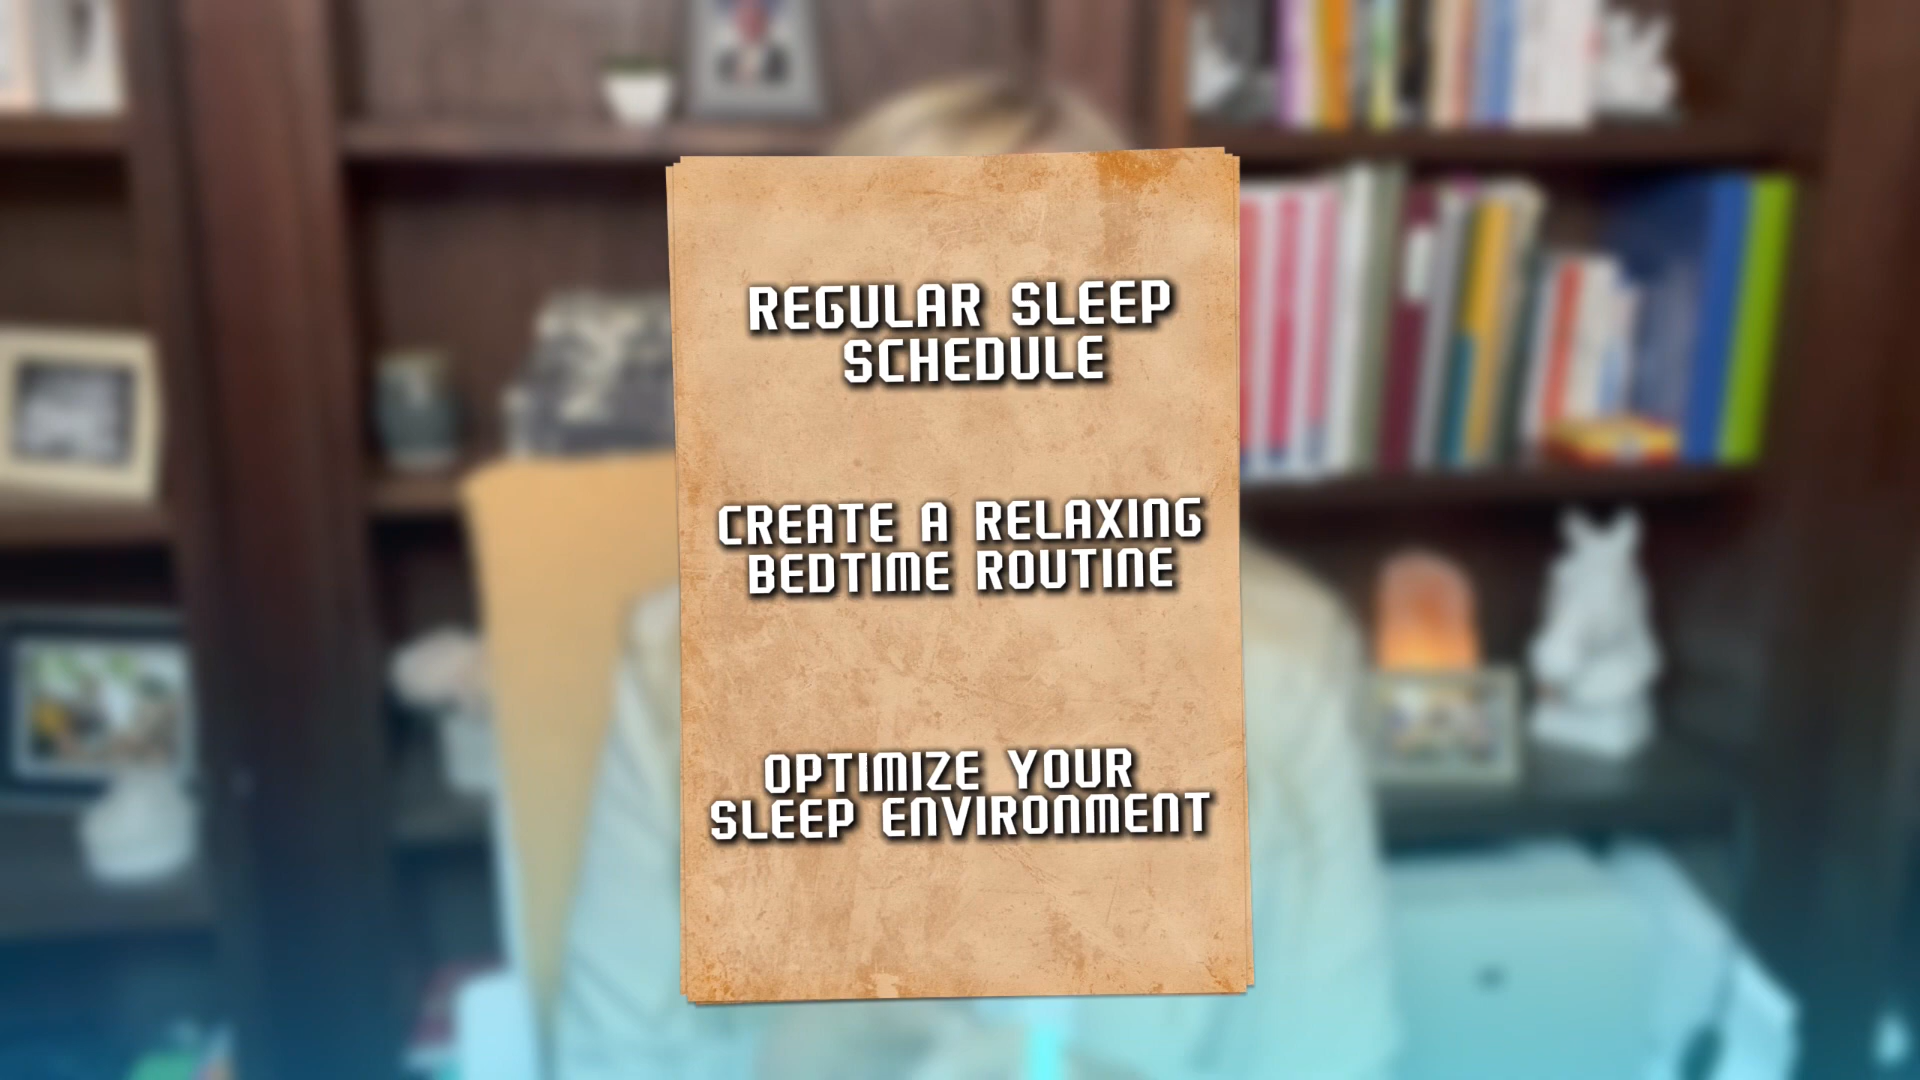 REGULAR SLEEP
SCHEDULE
CREATE A RELAXING
BEDTIME ROUTINE
OPTIMIZE YOUR
SLEEP ENVIRONMENT